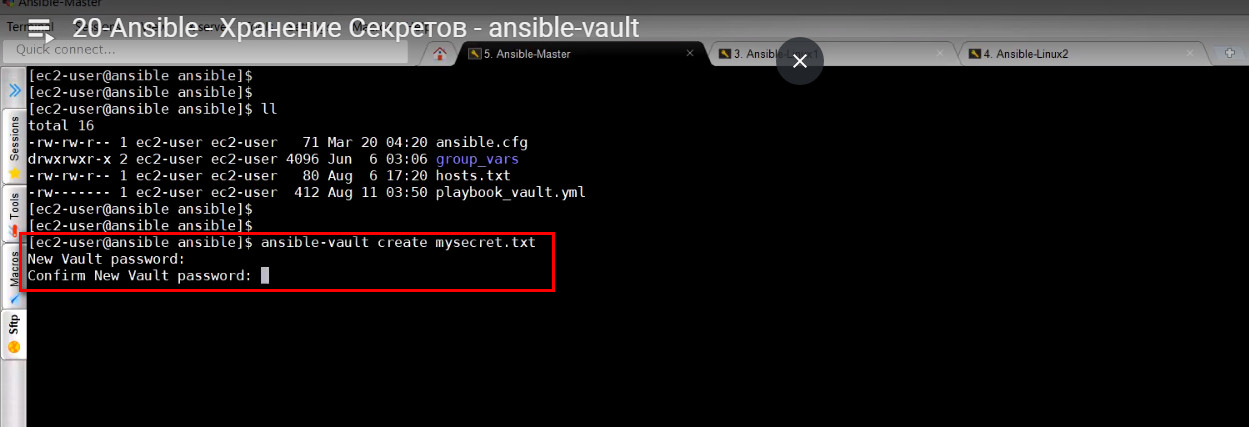 Ansible-Master
20-Ansible - Хранение Секретов - ansible-vault
Terminal
Quick connect...
5. Ansible-Master
3. Ansible-Linux1
4. Ansible-Linux2
Sessions
Tools
Macros
Sftp
[ec2-user@ansible ansible]$
[ec2-user@ansible ansible]$
[ec2-user@ansible ansible]$ ll
total 16
-rw-rw-r-- 1 ec2-user ec2-user   71 Mar 20 04:20 ansible.cfg
drwxrwxr-x 2 ec2-user ec2-user 4096 Jun  6 03:06 group_vars
-rw-rw-r-- 1 ec2-user ec2-user   80 Aug  6 17:20 hosts.txt
-rw------- 1 ec2-user ec2-user  412 Aug 11 03:50 playbook_vault.yml
[ec2-user@ansible ansible]$
[ec2-user@ansible ansible]$
[ec2-user@ansible ansible]$ ansible-vault create mysecret.txt
New Vault password:
Confirm New Vault password: